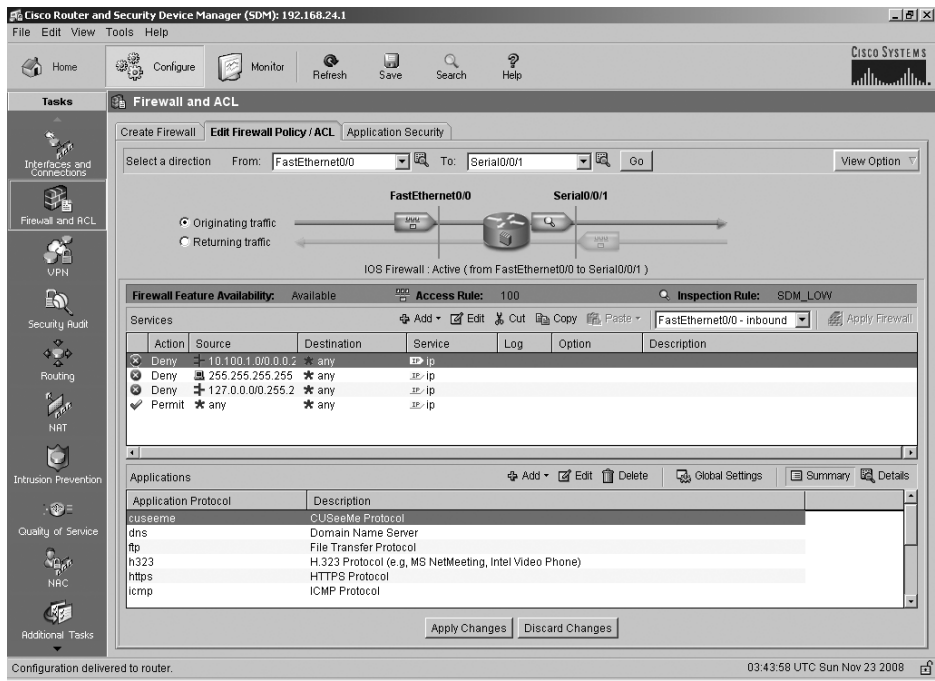 Cisco Router and Security Device Manager (SDM): 192.168.24.1
File Edit View Tools Help
Home Configure Monitor Refresh Save Search Help
CISCO SYSTEMS
Tasks
Firewall and ACL
Create Firewall Edit Firewall Policy / ACL Application Security
Select a direction From: FastEthernet0/0 To: Serial0/0/1 Go View Option
FastEthernet0/0 Serial0/0/1
Originating traffic
Returning traffic
IOS Firewall : Active ( from FastEthernet0/0 to Serial0/0/1 )
Firewall Feature Availability: Available Access Rule: 100 Inspection Rule: SDM_LOW
Services Add Edit Cut Copy Paste FastEthernet0/0 - inbound Apply Firewall
Action Source Destination Service Log Option Description
Deny 10.100.1.0/0.0.0.2 any ip
Deny 255.255.255.255 any ip
Deny 127.0.0.0/0.255.2 any ip
Permit any any ip
Applications Add Edit Delete Global Settings Summary Details
Application Protocol Description
cuseeme CUSeeMe Protocol
dns Domain Name Server
ftp File Transfer Protocol
h323 H.323 Protocol (e.g, MS NetMeeting, Intel Video Phone)
https HTTPS Protocol
icmp ICMP Protocol
Apply Changes Discard Changes
Interfaces and
Connections
Firewall and ACL
VPN
Security Audit
Routing
NAT
Intrusion Prevention
Quality of Service
NAC
Additional Tasks
Configuration delivered to router. 03:43:58 UTC Sun Nov 23 2008